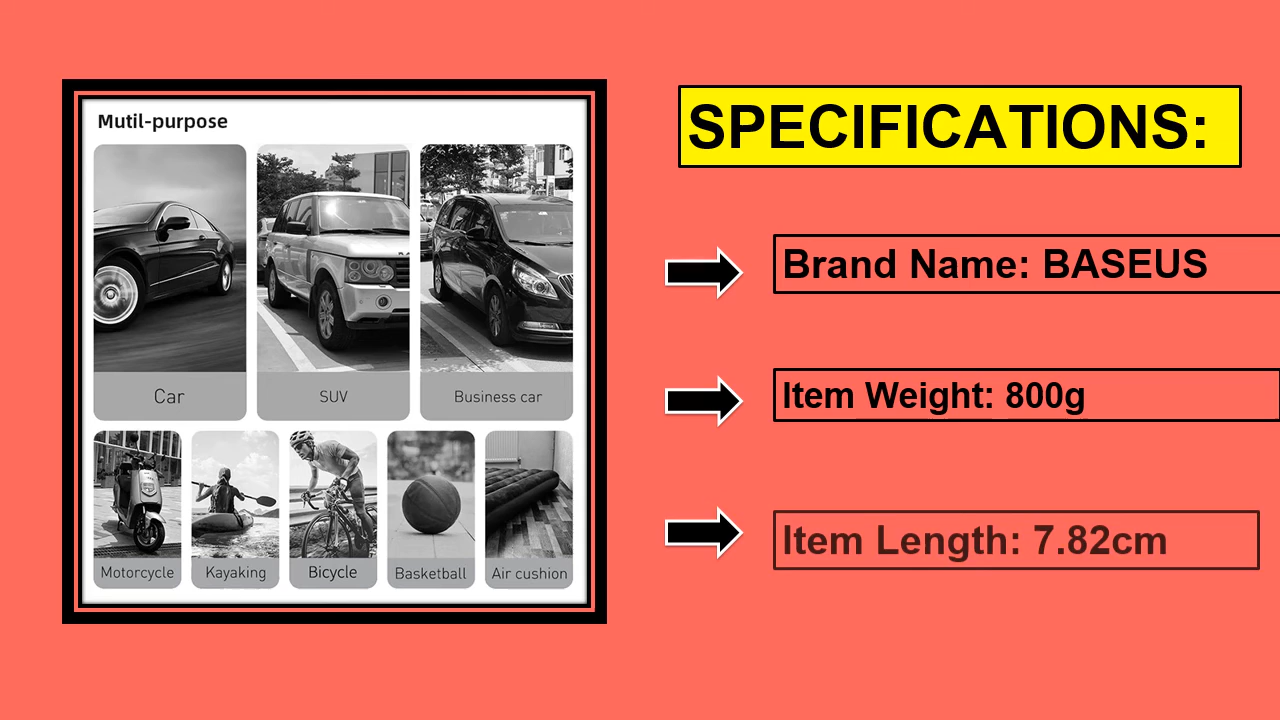 Mutil-purpose
Car
SUV
Business car
Motorcycle
Kayaking
Bicycle
Basketball
Air cushion
SPECIFICATIONS:
Brand Name: BASEUS
Item Weight: 800g
Item Length: 7.82cm